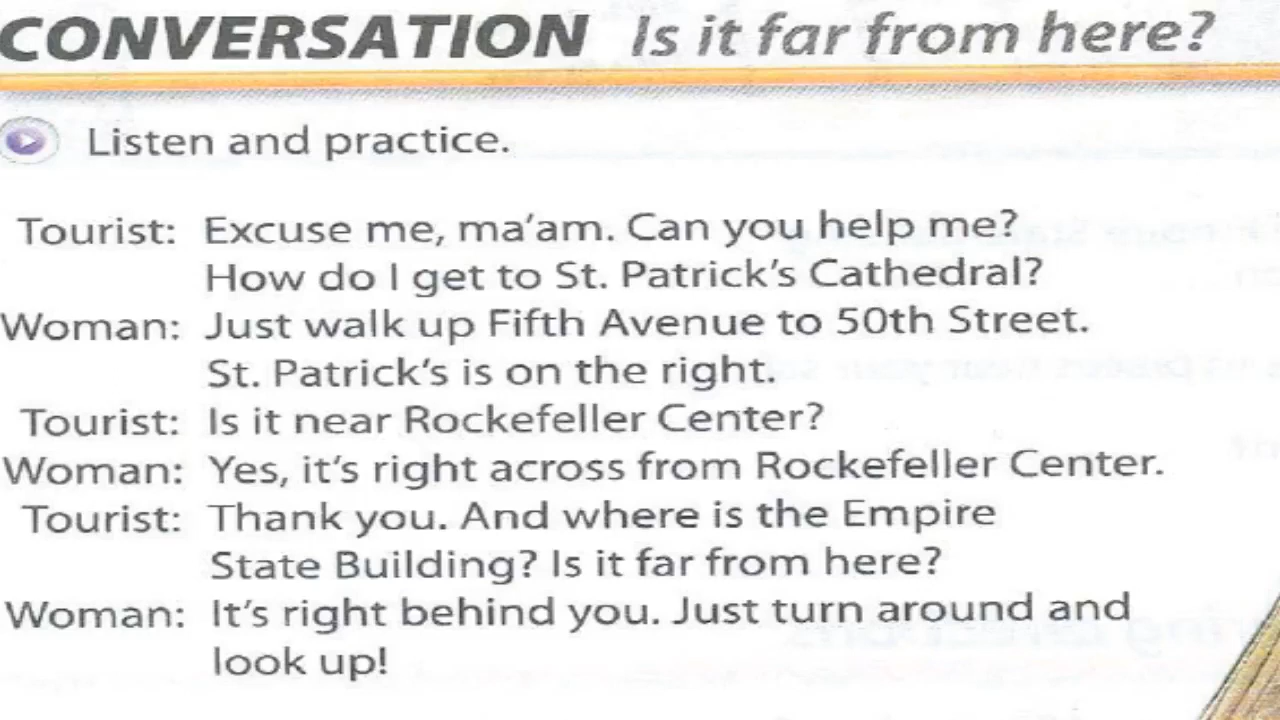 CONVERSATION Is it far from here?
Listen and practice.
Tourist: Excuse me, ma'am. Can you help me?
How do I get to St. Patrick's Cathedral?
Woman: Just walk up Fifth Avenue to 50th Street.
St. Patrick's is on the right.
Tourist: Is it near Rockefeller Center?
Woman: Yes, it's right across from Rockefeller Center.
Tourist: Thank you. And where is the Empire
State Building? Is it far from here?
Woman: It's right behind you. Just turn around and
look up!